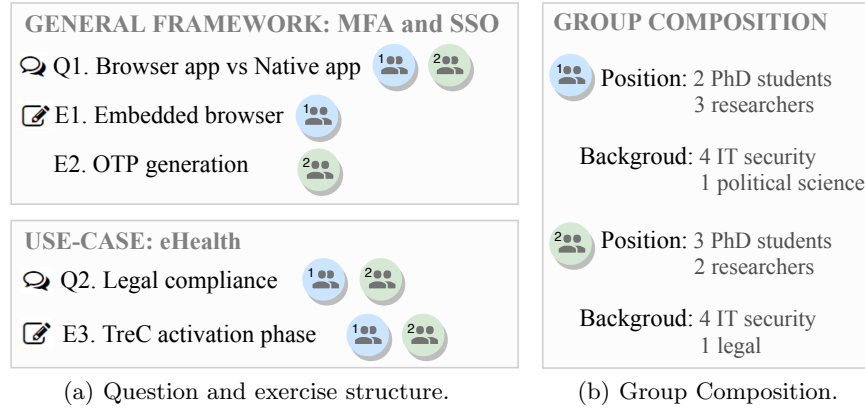 GENERAL FRAMEWORK: MFA and SSO
Q1. Browser app vs Native app 1 2
E1. Embedded browser 1
E2. OTP generation 2
USE-CASE: eHealth
Q2. Legal compliance 1 2
E3. TreC activation phase 1 2
(a) Question and exercise structure.
GROUP COMPOSITION
1 Position: 2 PhD students
3 researchers
Backgroud: 4 IT security
1 political science
2 Position: 3 PhD students
2 researchers
Backgroud: 4 IT security
1 legal
(b) Group Composition.